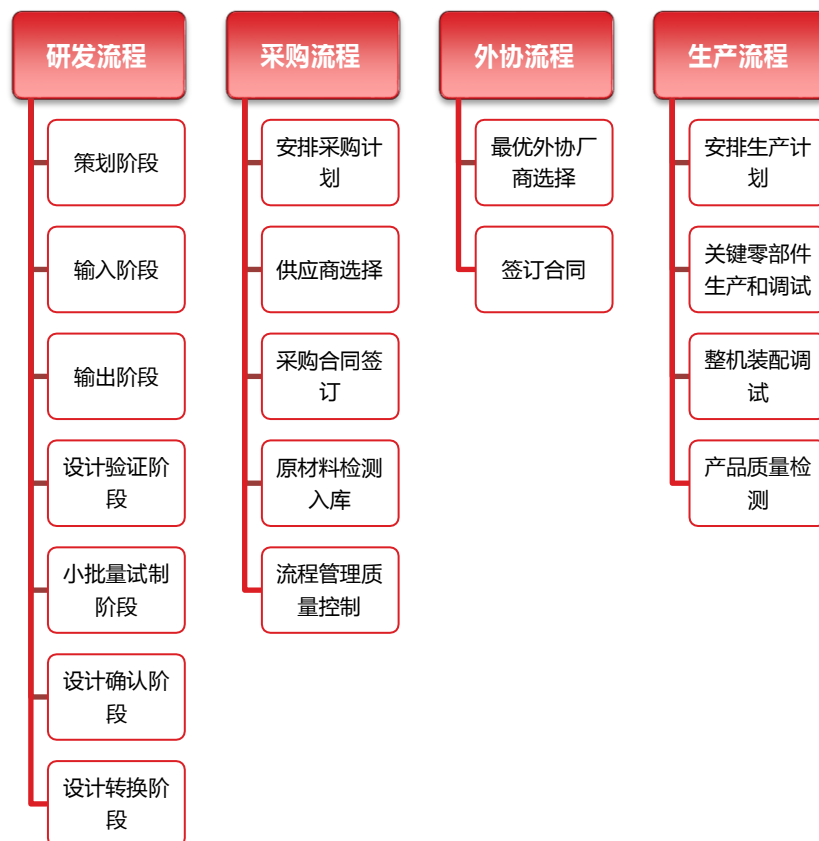 研发流程
策划阶段
输入阶段
输出阶段
设计验证阶
段
小批量试制
阶段
设计确认阶
段
设计转换阶
段
采购流程
安排采购计
划
供应商选择
采购合同签
订
原材料检测
入库
流程管理质
量控制
外协流程
最优外协厂
商选择
签订合同
生产流程
安排生产计
划
关键零部件
生产和调试
整机装配调
试
产品质量检
测